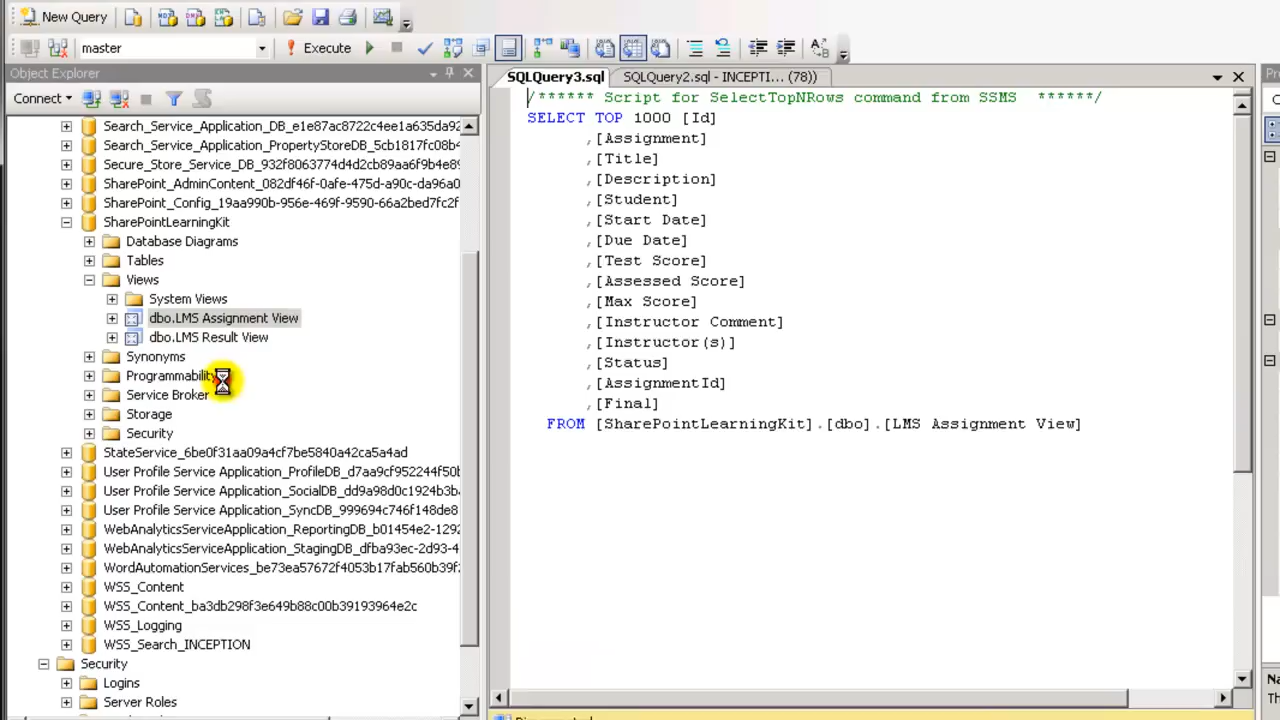 New Query
master
Execute
Object Explorer
SQLQuery3.sql
SQLQuery2.sql - INCEPTI... (78))
Connect
Search_Service_Application_DB_e1e87ac8722c4ee1a635da92
Search_Service_Application_PropertyStoreDB_5cb1817fc08b4
Secure_Store_Service_DB_932f8063774d4d2cb89aa6f9b4e89
SharePoint_AdminContent_082df46f-0afe-475d-a90c-da96a0
SharePoint_Config_19aa990b-956e-469f-9590-66a2bed7fc2f
SharePointLearningKit
Database Diagrams
Tables
Views
System Views
dbo.LMS Assignment View
dbo.LMS Result View
Synonyms
Programmability
Service Broker
Storage
Security
StateService_6be0f31aa09a4cf7be5840a42ca5a4ad
User Profile Service Application_ProfileDB_d7aa9cf952244f50b
User Profile Service Application_SocialDB_dd9a98d0c1924b3b
User Profile Service Application_SyncDB_999694c746f148de8
WebAnalyticsServiceApplication_ReportingDB_b01454e2-1292
WebAnalyticsServiceApplication_StagingDB_dfba93ec-2d93-4
WordAutomationServices_be73ea57672f4053b17fab560b39f
WSS_Content
WSS_Content_ba3db298f3e649b88c00b39193964e2c
WSS_Logging
WSS_Search_INCEPTION
Security
Logins
Server Roles
/****** Script for SelectTopNRows command from SSMS ******/
SELECT TOP 1000 [Id]
,[Assignment]
,[Title]
,[Description]
,[Student]
,[Start Date]
,[Due Date]
,[Test Score]
,[Assessed Score]
,[Max Score]
,[Instructor Comment]
,[Instructor(s)]
,[Status]
,[AssignmentId]
,[Final]
FROM [SharePointLearningKit].[dbo].[LMS Assignment View]